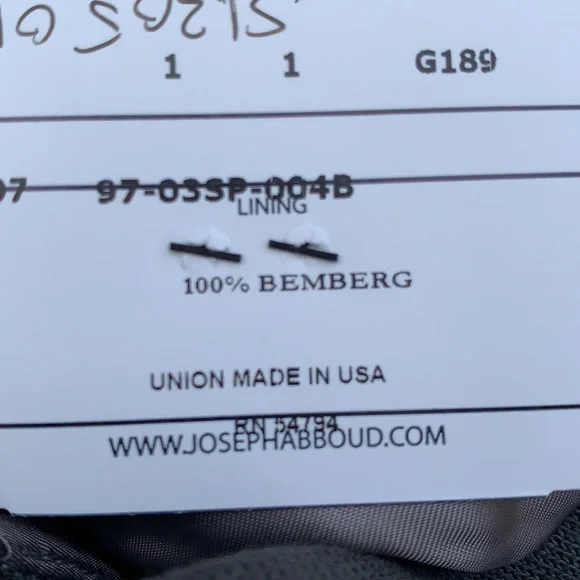 1 1 G189
97-03SP-004B
LINING
100% BEMBERG
UNION MADE IN USA
RN 54794
WWW.JOSEPHABBOUD.COM